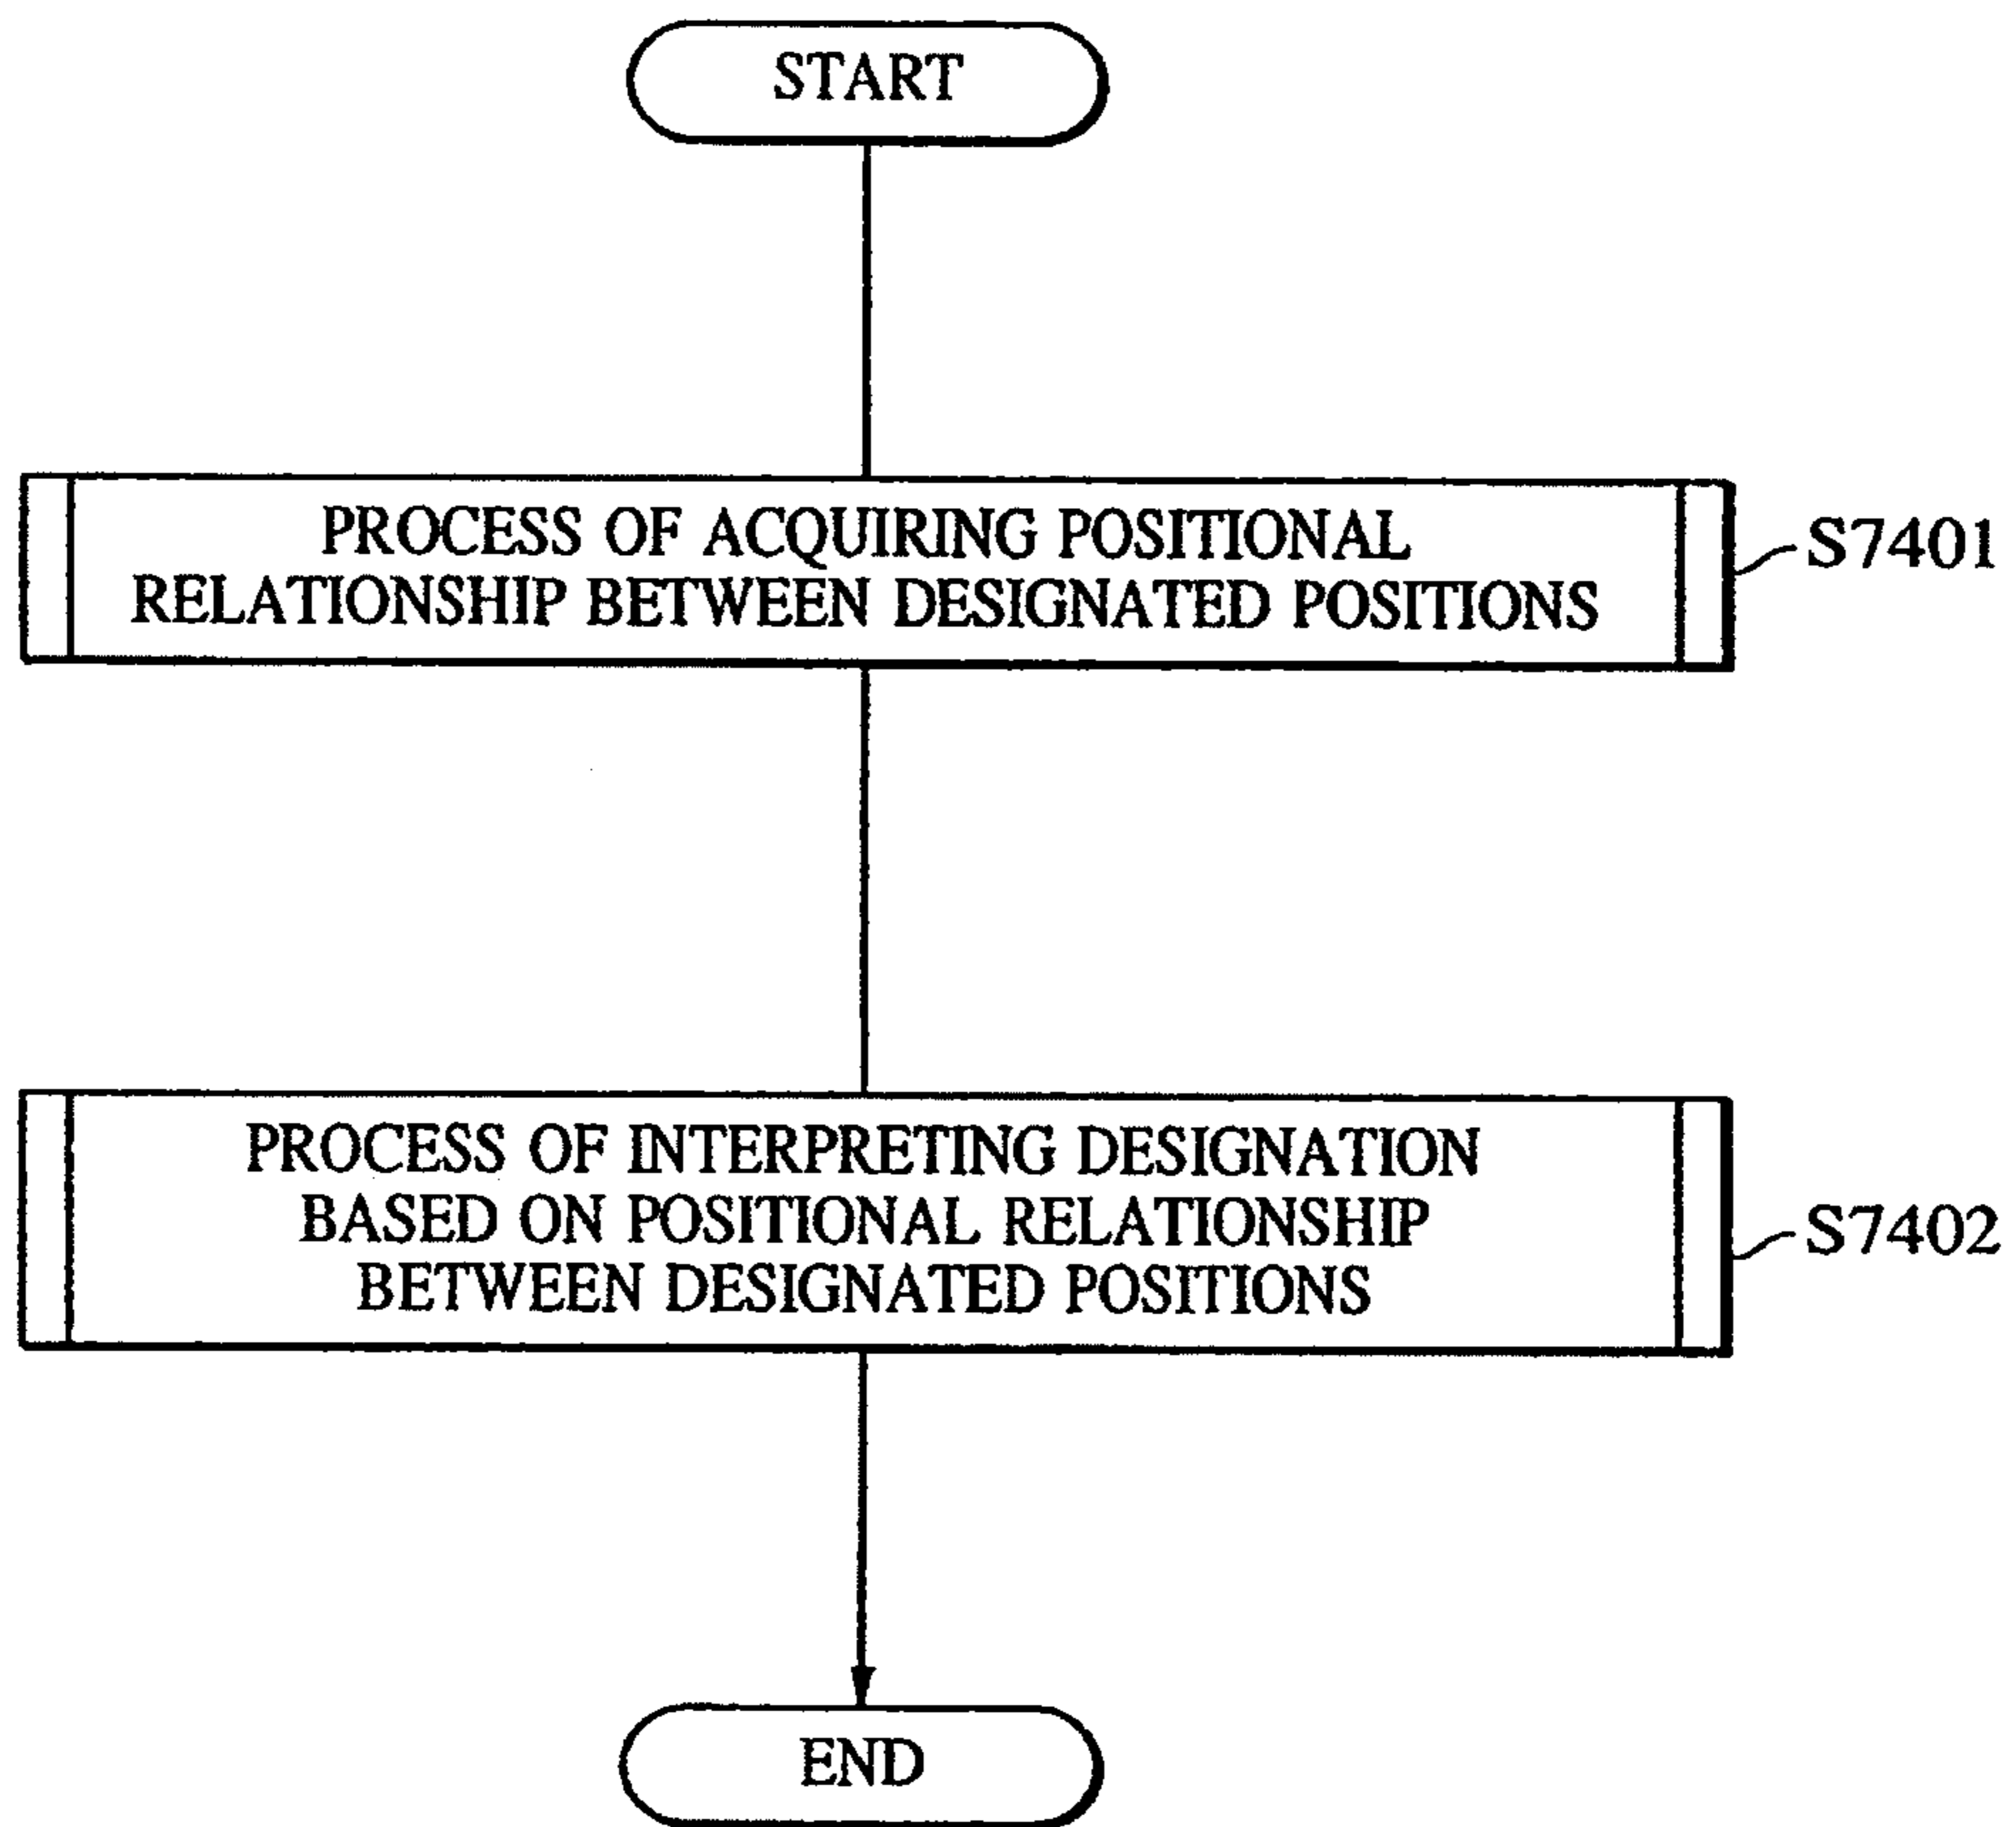 START
PROCESS OF ACQUIRING POSITIONAL
RELATIONSHIP BETWEEN DESIGNATED POSITIONS
S7401
PROCESS OF INTERPRETING DESIGNATION
BASED ON POSITIONAL RELATIONSHIP
BETWEEN DESIGNATED POSITIONS
S7402
END